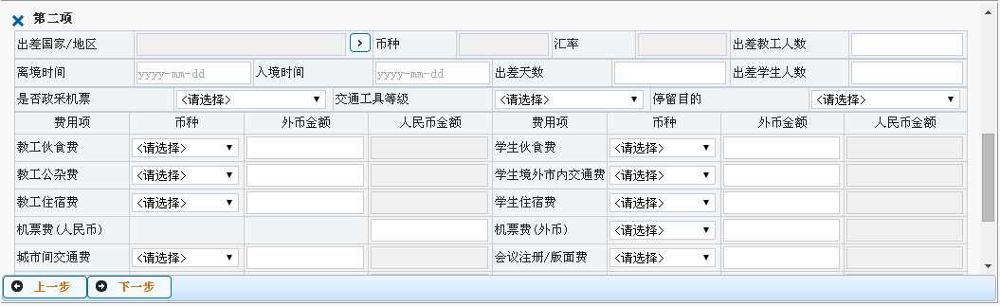 第二项
出差国家/地区 币种 汇率 出差教工人数
离境时间 yyyy-mm-dd 入境时间 yyyy-mm-dd 出差天数 出差学生人数
是否政采机票 <请选择> 交通工具等级 <请选择> 停留目的 <请选择>
费用项 币种 外币金额 人民币金额 费用项 币种 外币金额 人民币金额
教工伙食费 <请选择> 学生伙食费 <请选择>
教工公杂费 <请选择> 学生境外市内交通费 <请选择>
教工住宿费 <请选择> 学生住宿费 <请选择>
机票费(人民币) 机票费(外币) <请选择>
城市间交通费 <请选择> 会议注册/版面费 <请选择>
上一步 下一步